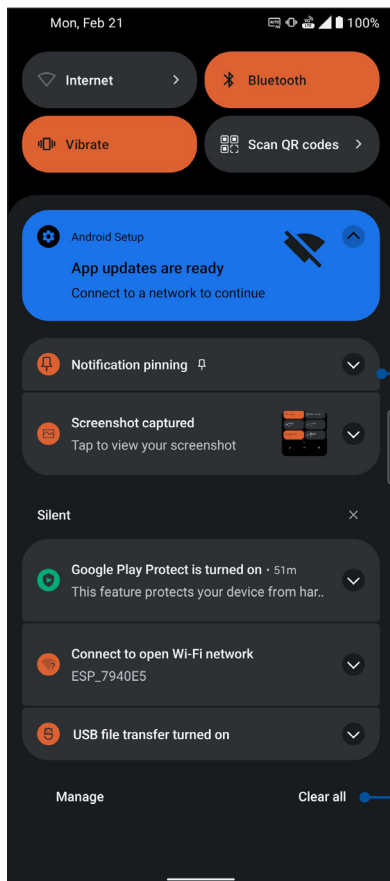 Mon, Feb 21
100%
Internet
Bluetooth
Vibrate
Scan QR codes
Android Setup
App updates are ready
Connect to a network to continue
Notification pinning
Screenshot captured
Tap to view your screenshot
Silent
Google Play Protect is turned on • 51m
This feature protects your device from har..
Connect to open Wi-Fi network
ESP_7940E5
USB file transfer turned on
Manage
Clear all